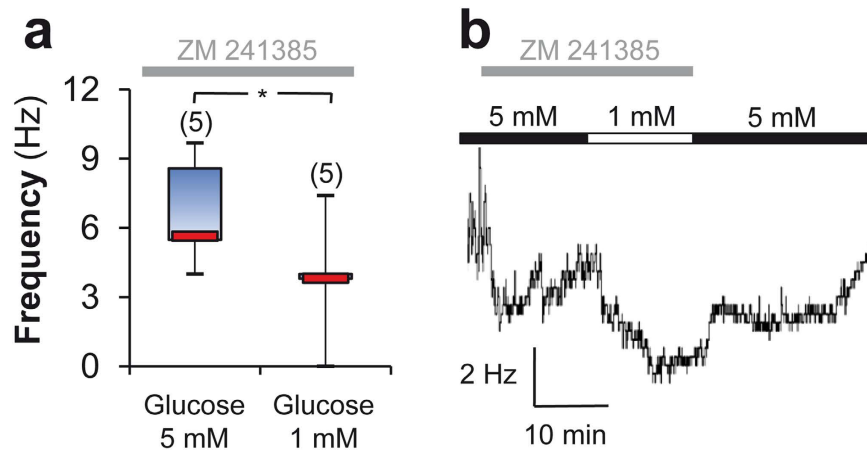 a
ZM 241385
12
9
6
3
0
Frequency (Hz)
*
(5)
(5)
Glucose
5 mM
Glucose
1 mM
b
ZM 241385
5 mM
1 mM
5 mM
2 Hz
10 min